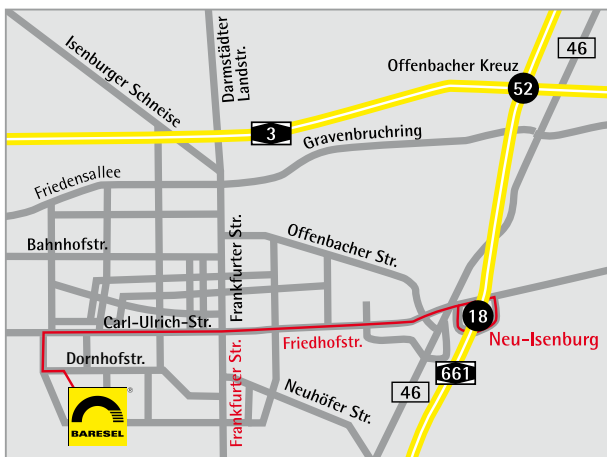 46
Offenbacher Kreuz
52
Isenburger Schneise
Darmstädter
Landstr.
3
Gravenbruchring
Friedensallee
Bahnhofstr.
Frankfurter Str.
Offenbacher Str.
Carl-Ulrich-Str.
18
Friedhofstr.
Neu-Isenburg
Dornhofstr.
Frankfurter Str.
Neuhöfer Str.
661
46
®
BARESEL